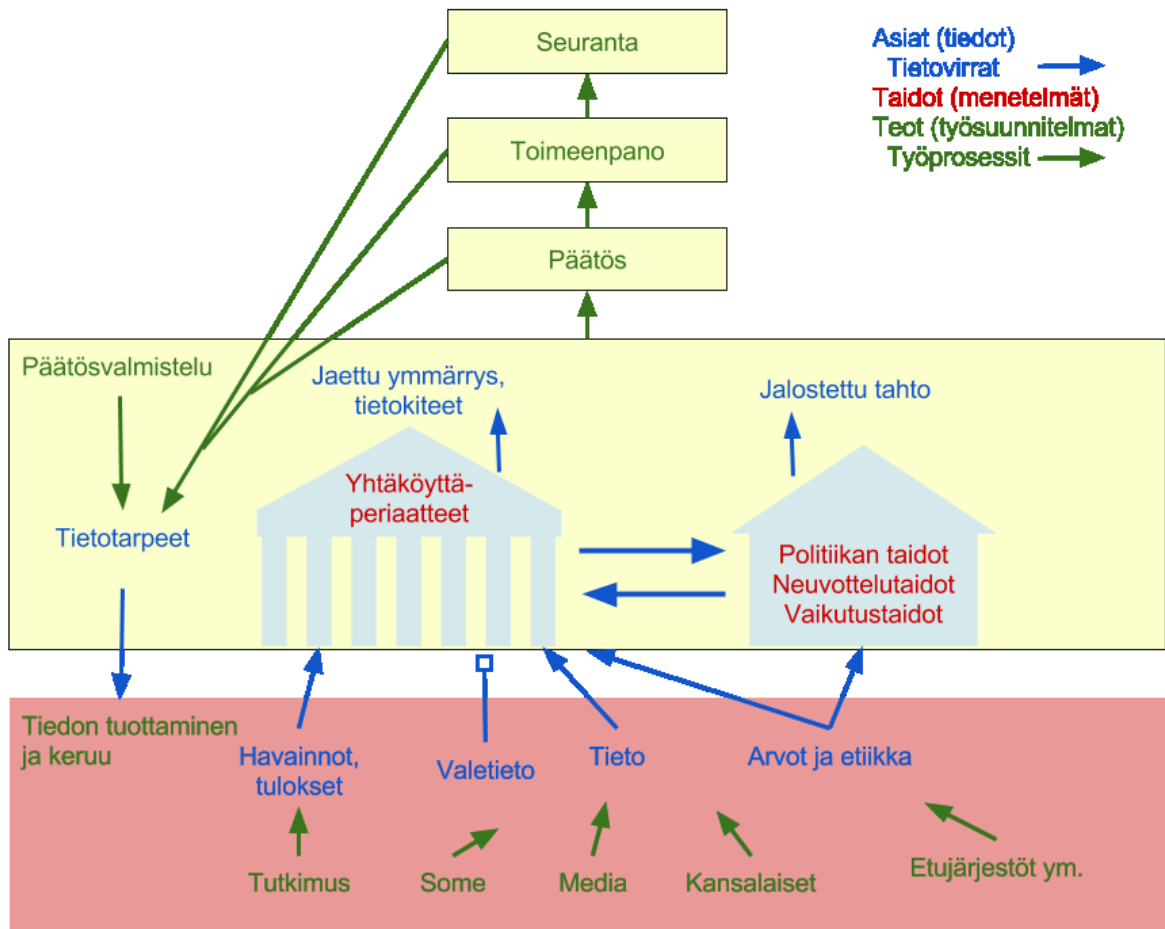 Seuranta
Asiat (tiedot)
Tietovirrat
Taidot (menetelmät)
Teot (työsuunnitelmat)
Työprosessit
Toimeenpano
Päätös
Päätösvalmistelu
Jaettu ymmärrys,
tietokiteet
Jalostettu tahto
Yhtäköyttä-
periaatteet
Tietotarpeet
Politiikan taidot
Neuvottelutaidot
Vaikutustaidot
Tiedon tuottaminen
ja keruu
Havainnot,
tulokset
Valetieto
Tieto
Arvot ja etiikka
Tutkimus
Some
Media
Kansalaiset
Etujärjestöt ym.